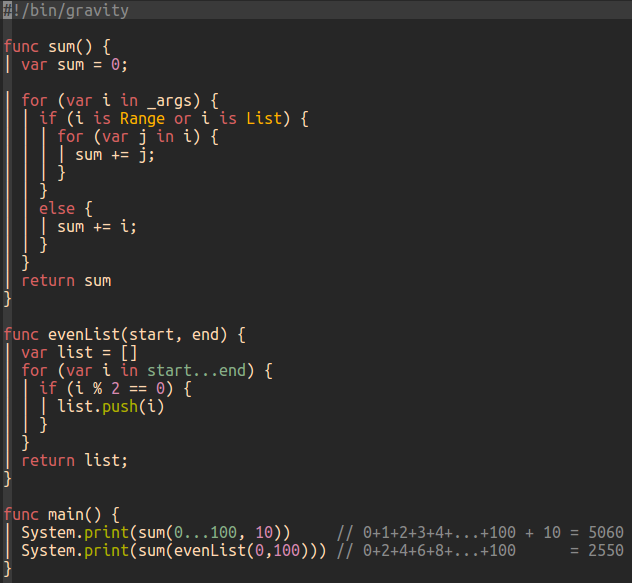 #!/bin/gravity

func sum() {
  var sum = 0;

  for (var i in _args) {
    if (i is Range or i is List) {
      for (var j in i) {
        sum += j;
      }
    }
    else {
      sum += i;
    }
  }
  return sum
}

func evenList(start, end) {
  var list = []
  for (var i in start...end) {
    if (i % 2 == 0) {
      list.push(i)
    }
  }
  return list;
}

func main() {
  System.print(sum(0...100, 10))     // 0+1+2+3+4+...+100 + 10 = 5060
  System.print(sum(evenList(0,100))) // 0+2+4+6+8+...+100      = 2550
}